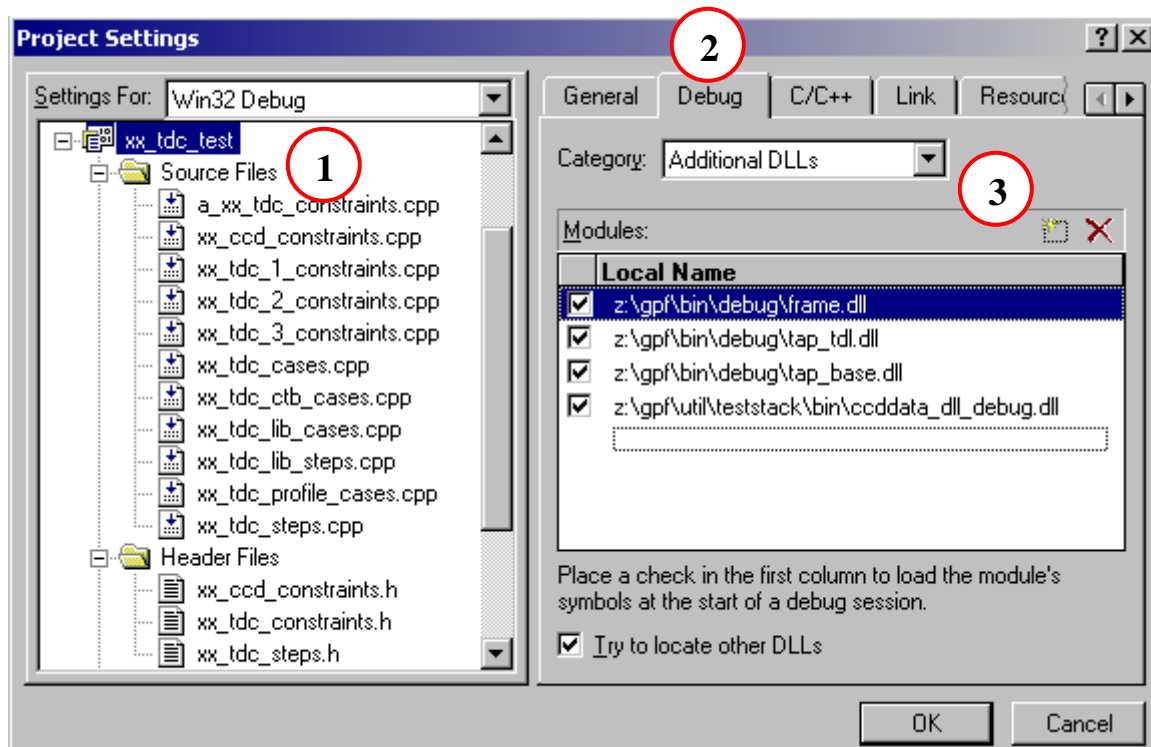 Project Settings
2
Settings For: Win32 Debug
General Debug C/C++ Link Resourc
xx_tdc_test
1
Source Files
a_xx_tdc_constraints.cpp
xx_ccd_constraints.cpp
xx_tdc_1_constraints.cpp
xx_tdc_2_constraints.cpp
xx_tdc_3_constraints.cpp
xx_tdc_cases.cpp
xx_tdc_ctb_cases.cpp
xx_tdc_lib_cases.cpp
xx_tdc_lib_steps.cpp
xx_tdc_profile_cases.cpp
xx_tdc_steps.cpp
Header Files
xx_ccd_constraints.h
xx_tdc_constraints.h
xx_tdc_steps.h
Category: Additional DLLs
3
Modules:
Local Name
z:\gpf\bin\debug\frame.dll
z:\gpf\bin\debug\tap_tdl.dll
z:\gpf\bin\debug\tap_base.dll
z:\gpf\util\teststack\bin\ccddata_dll_debug.dll
Place a check in the first column to load the module's
symbols at the start of a debug session.
Try to locate other DLLs
OK Cancel